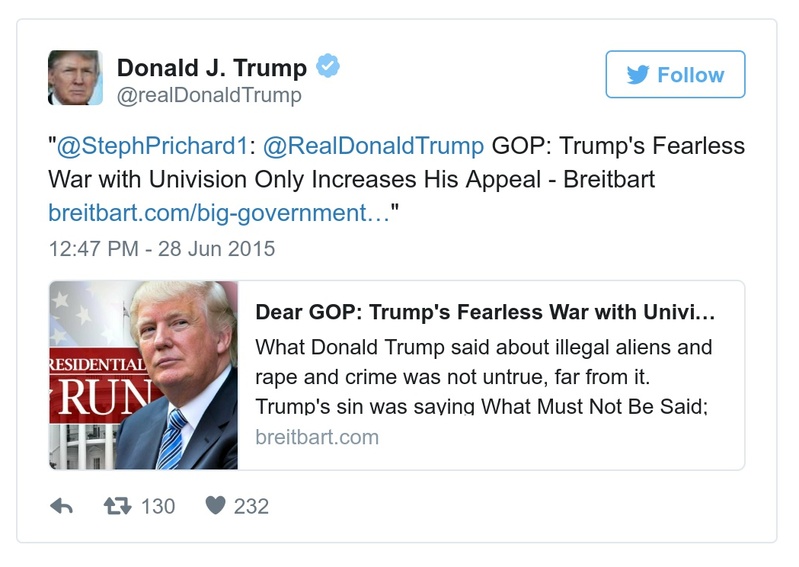 Donald J. Trump
@realDonaldTrump
Follow
"@StephPrichard1: @RealDonaldTrump GOP: Trump's Fearless
War with Univision Only Increases His Appeal - Breitbart
breitbart.com/big-government…"
12:47 PM - 28 Jun 2015
RESIDENTIAL
RUN
Dear GOP: Trump's Fearless War with Univi…
What Donald Trump said about illegal aliens and
rape and crime was not untrue, far from it.
Trump's sin was saying What Must Not Be Said;
breitbart.com
130
232